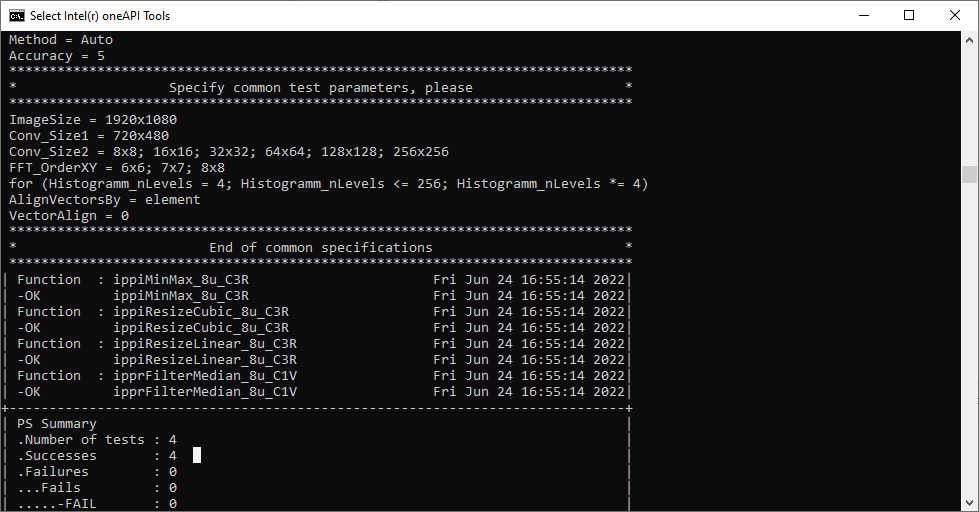 Select Intel(r) oneAPI Tools
Method = Auto
Accuracy = 5
*******************************************************************************
*                   Specify common test parameters, please                   *
*******************************************************************************
ImageSize = 1920x1080
Conv_Size1 = 720x480
Conv_Size2 = 8x8; 16x16; 32x32; 64x64; 128x128; 256x256
FFT_OrderXY = 6x6; 7x7; 8x8
for (Histogramm_nLevels = 4; Histogramm_nLevels <= 256; Histogramm_nLevels *= 4)
AlignVectorsBy = element
VectorAlign = 0
*******************************************************************************
*                        End of common specifications                        *
*******************************************************************************
| Function  : ippiMinMax_8u_C3R                       Fri Jun 24 16:55:14 2022|
| -OK         ippiMinMax_8u_C3R                       Fri Jun 24 16:55:14 2022|
| Function  : ippiResizeCubic_8u_C3R                  Fri Jun 24 16:55:14 2022|
| -OK         ippiResizeCubic_8u_C3R                  Fri Jun 24 16:55:14 2022|
| Function  : ippiResizeLinear_8u_C3R                 Fri Jun 24 16:55:14 2022|
| -OK         ippiResizeLinear_8u_C3R                 Fri Jun 24 16:55:14 2022|
| Function  : ipprFilterMedian_8u_C1V                 Fri Jun 24 16:55:14 2022|
| -OK         ipprFilterMedian_8u_C1V                 Fri Jun 24 16:55:14 2022|
+-----------------------------------------------------------------------------+
| PS Summary                                                                  |
| .Number of tests : 4                                                        |
| .Successes       : 4                                                        |
| .Failures        : 0                                                        |
| ...Fails         : 0                                                        |
| .....-FAIL       : 0                                                        |